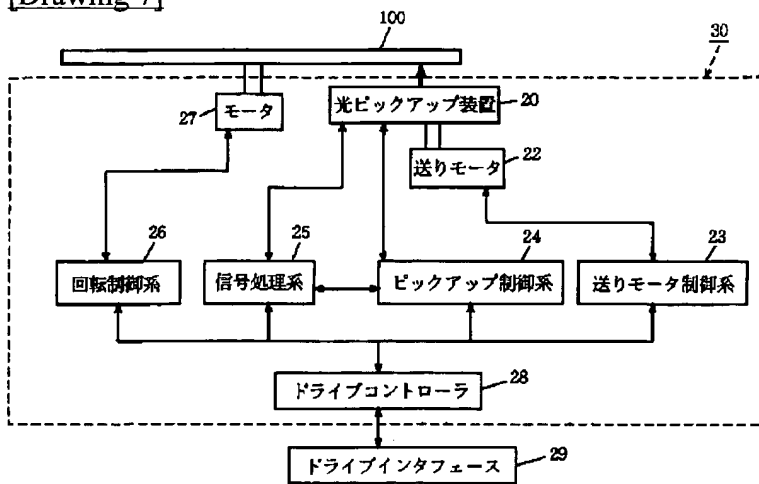 [Drawing 7]
100
30
27 モータ
光ピックアップ装置 20
送りモータ 22
26
回転制御系
25
信号処理系
24
ピックアップ制御系
23
送りモータ制御系
ドライブコントローラ 28
ドライブインタフェース 29